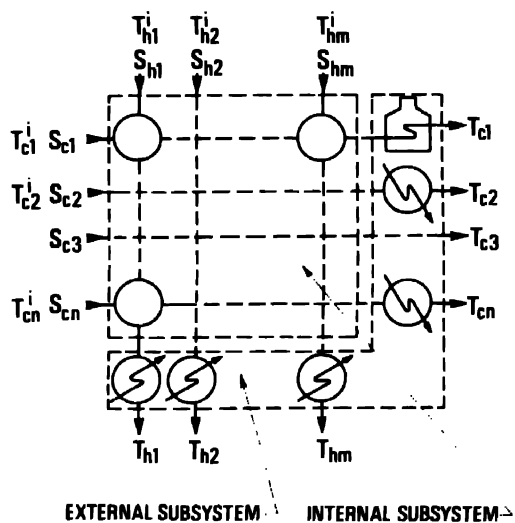 T^i_h1 T^i_h2 T^i_hm
S_h1 S_h2 S_hm
T^i_c1 S_c1 T_c1
T^i_c2 S_c2 T_c2
S_c3 T_c3
T^i_cn S_cn T_cn
T_h1 T_h2 T_hm
EXTERNAL SUBSYSTEM INTERNAL SUBSYSTEM